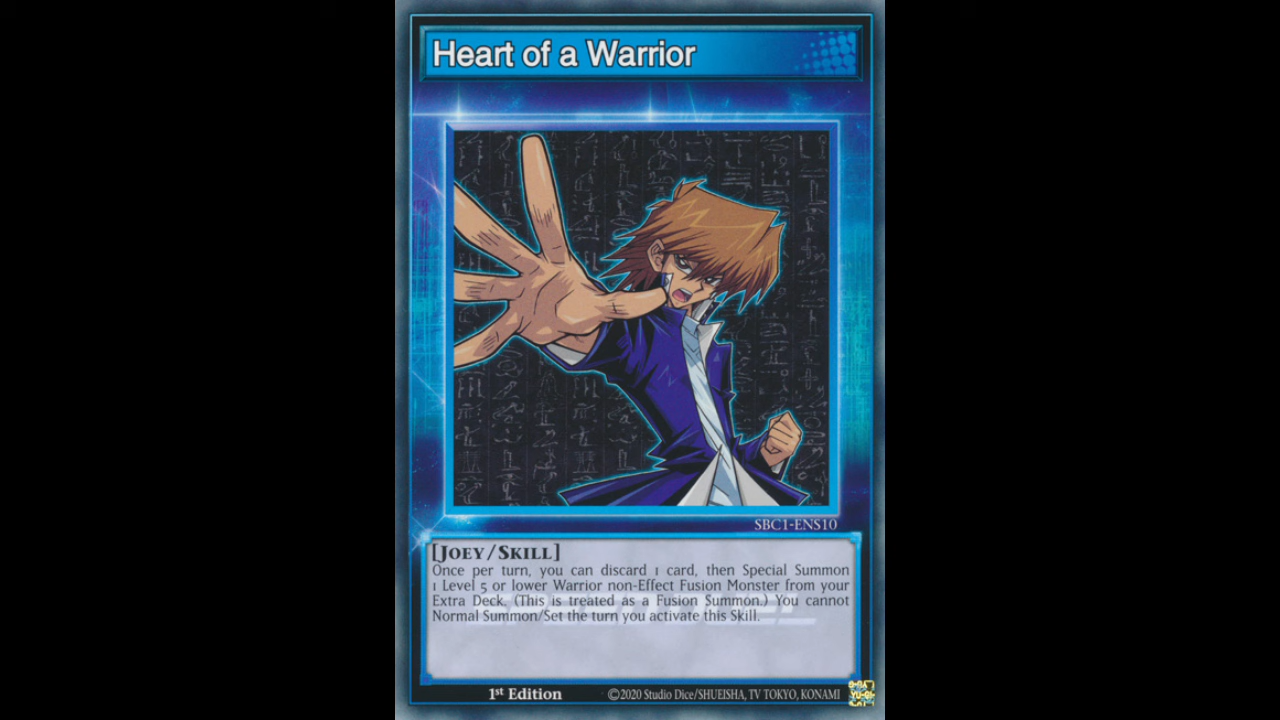 Heart of a Warrior
SBC1-ENS10
[JOEY/SKILL]
Once per turn, you can discard 1 card, then Special Summon
1 Level 5 or lower Warrior non-Effect Fusion Monster from your
Extra Deck. (This is treated as a Fusion Summon.) You cannot
Normal Summon/Set the turn you activate this Skill.
1st Edition
©2020 Studio Dice/SHUEISHA, TV TOKYO, KONAMI